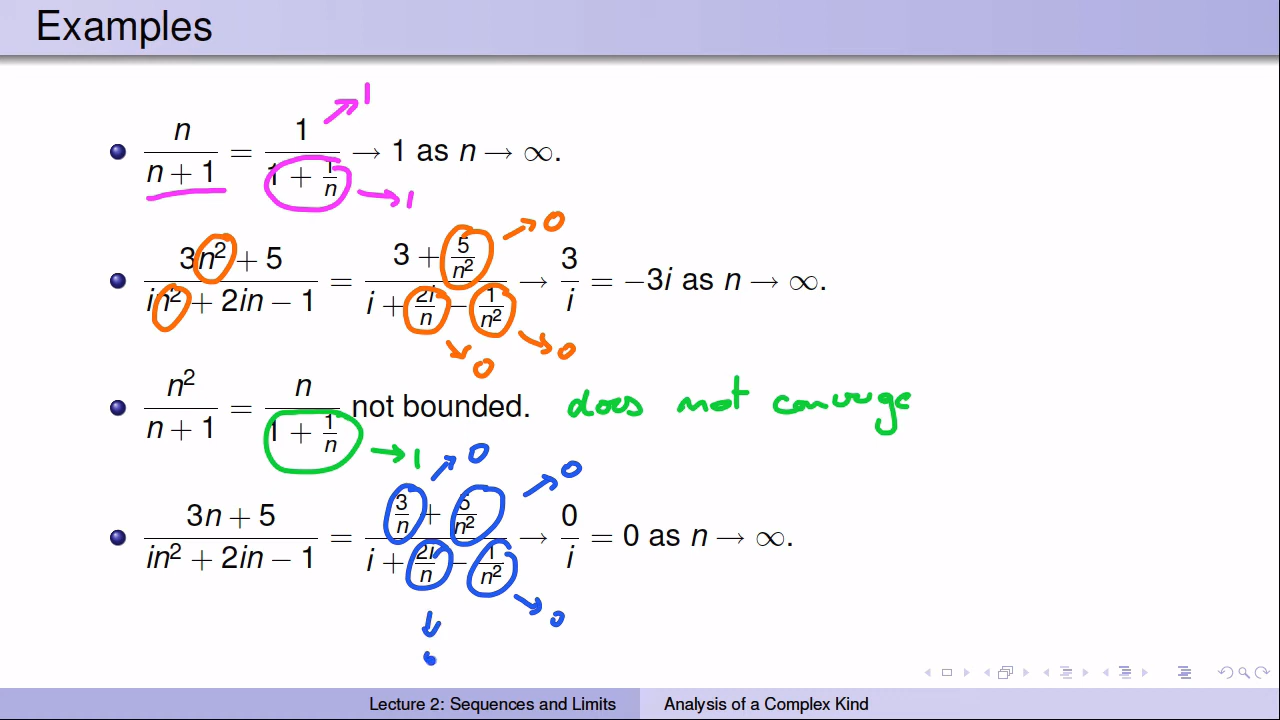 Examples
n/(n + 1) = 1/(1 + 1/n) → 1 as n → ∞.
→ 1
→ 1
(3n² + 5)/(in² + 2in − 1) = (3 + 5/n²)/(i + 2i/n − 1/n²) → 3/i = −3i as n → ∞.
→ 0
→ 0
→ 0
n²/(n + 1) = n/(1 + 1/n) not bounded. does not converge
→ 1
(3n + 5)/(in² + 2in − 1) = (3/n + 5/n²)/(i + 2i/n − 1/n²) → 0/i = 0 as n → ∞.
→ 0
→ 0
→ 0
Lecture 2: Sequences and Limits
Analysis of a Complex Kind